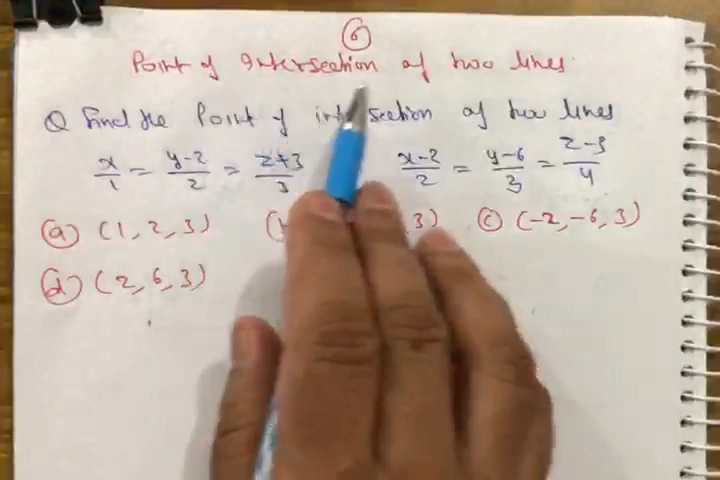 6
Point of Intersection of two lines.
Q Find the Point of intersection of two lines
x/1 = y-2/2 = z+3/3 x-2/2 = y-6/3 = z-3/4
(a) (1, 2, 3) 3) (c) (-2, -6, 3)
(d) (2, 6, 3)